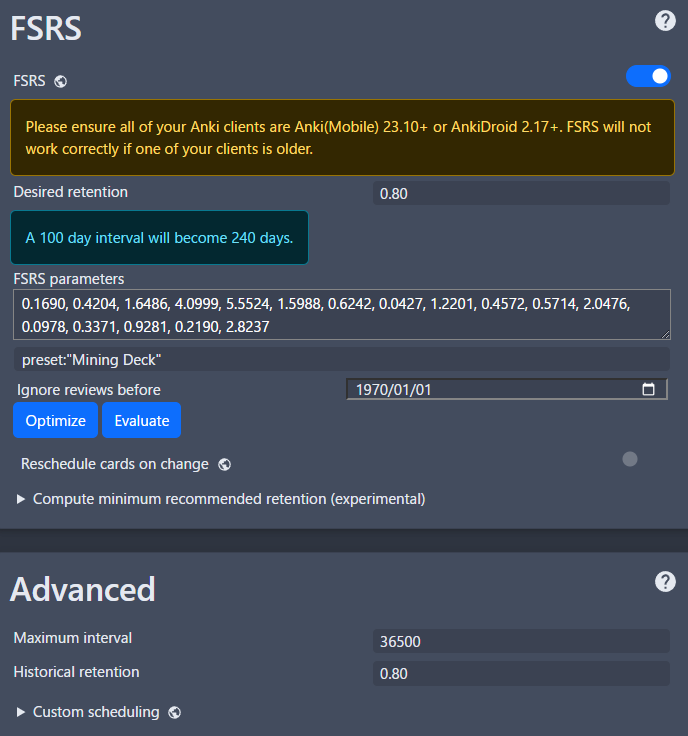 FSRS
FSRS
Please ensure all of your Anki clients are Anki(Mobile) 23.10+ or AnkiDroid 2.17+. FSRS will not
work correctly if one of your clients is older.
Desired retention
0.80
A 100 day interval will become 240 days.
FSRS parameters
0.1690, 0.4204, 1.6486, 4.0999, 5.5524, 1.5988, 0.6242, 0.0427, 1.2201, 0.4572, 0.5714, 2.0476,
0.0978, 0.3371, 0.9281, 0.2190, 2.8237
preset:"Mining Deck"
Ignore reviews before
1970/01/01
Optimize
Evaluate
Reschedule cards on change
Compute minimum recommended retention (experimental)
Advanced
Maximum interval
36500
Historical retention
0.80
Custom scheduling